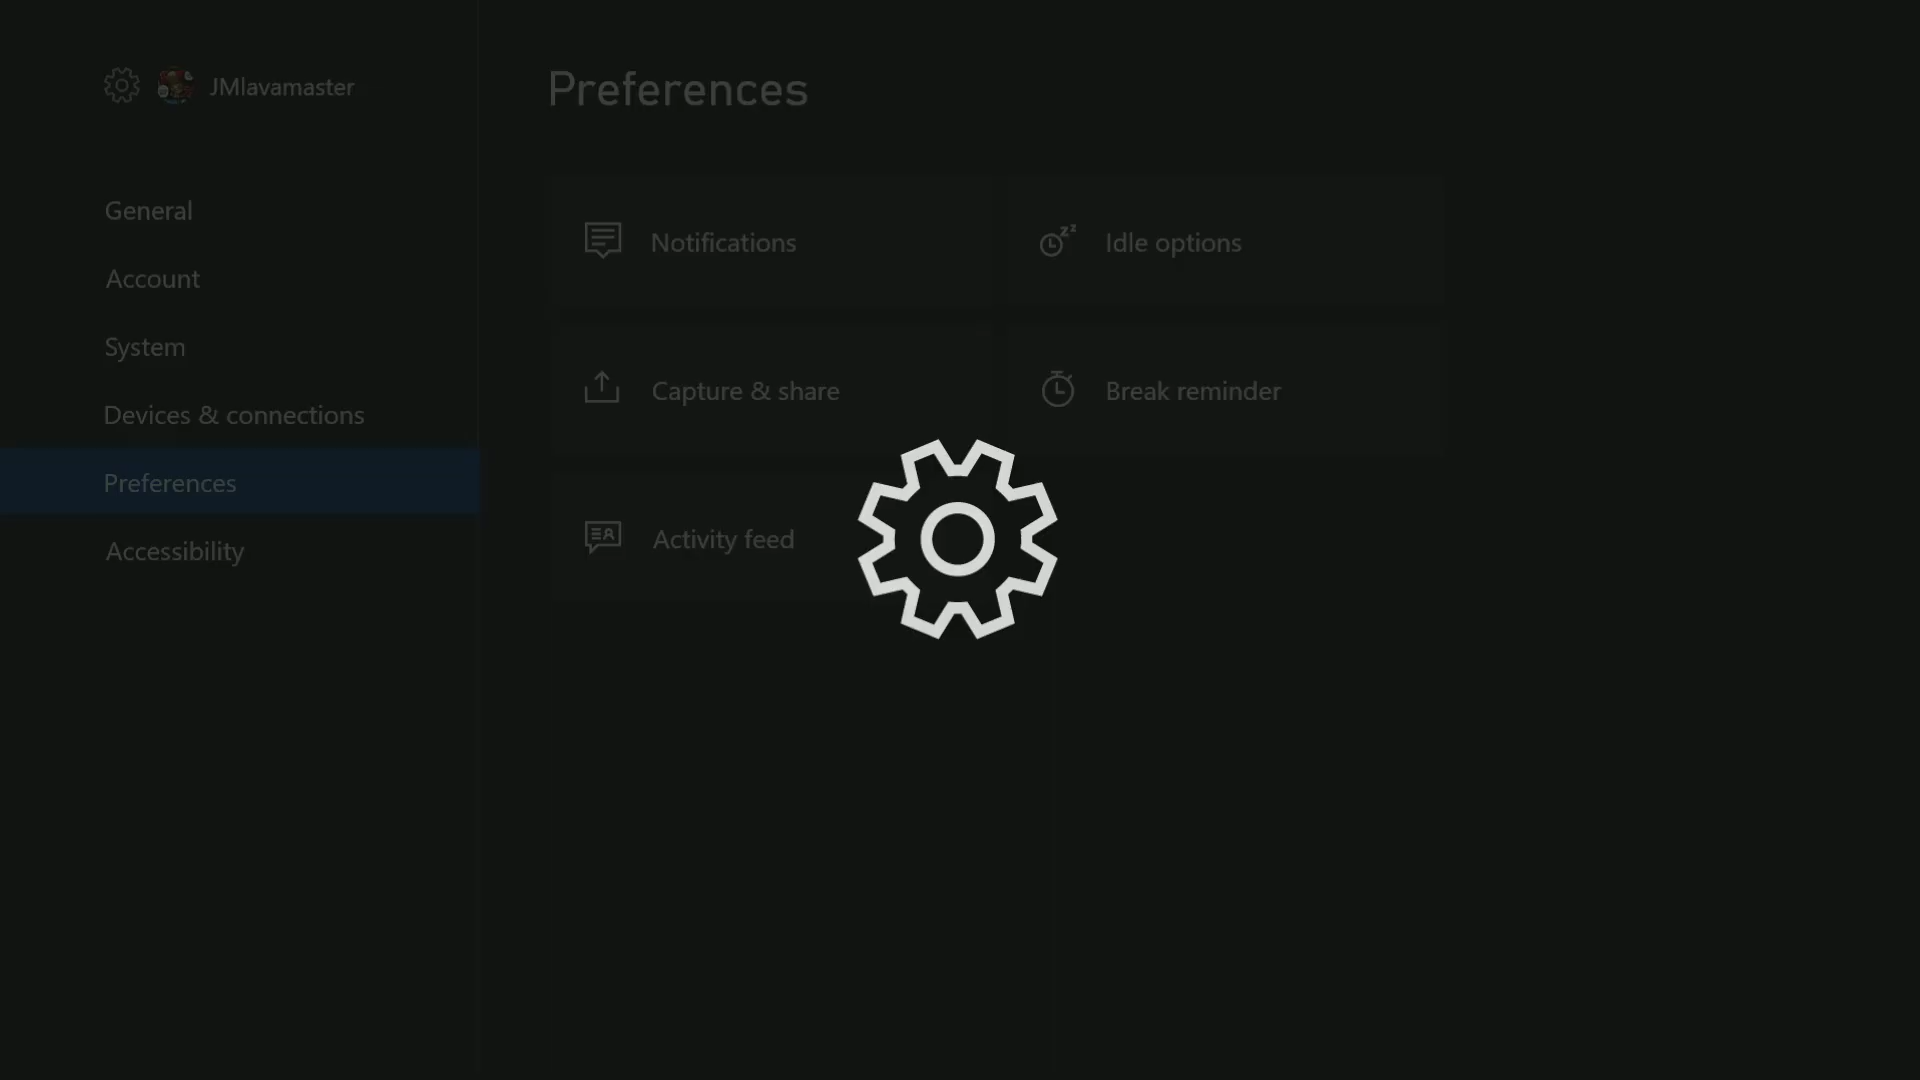 JMlavamaster
General
Account
System
Devices & connections
Preferences
Accessibility
Preferences
Notifications
Idle options
Capture & share
Break reminder
Activity feed